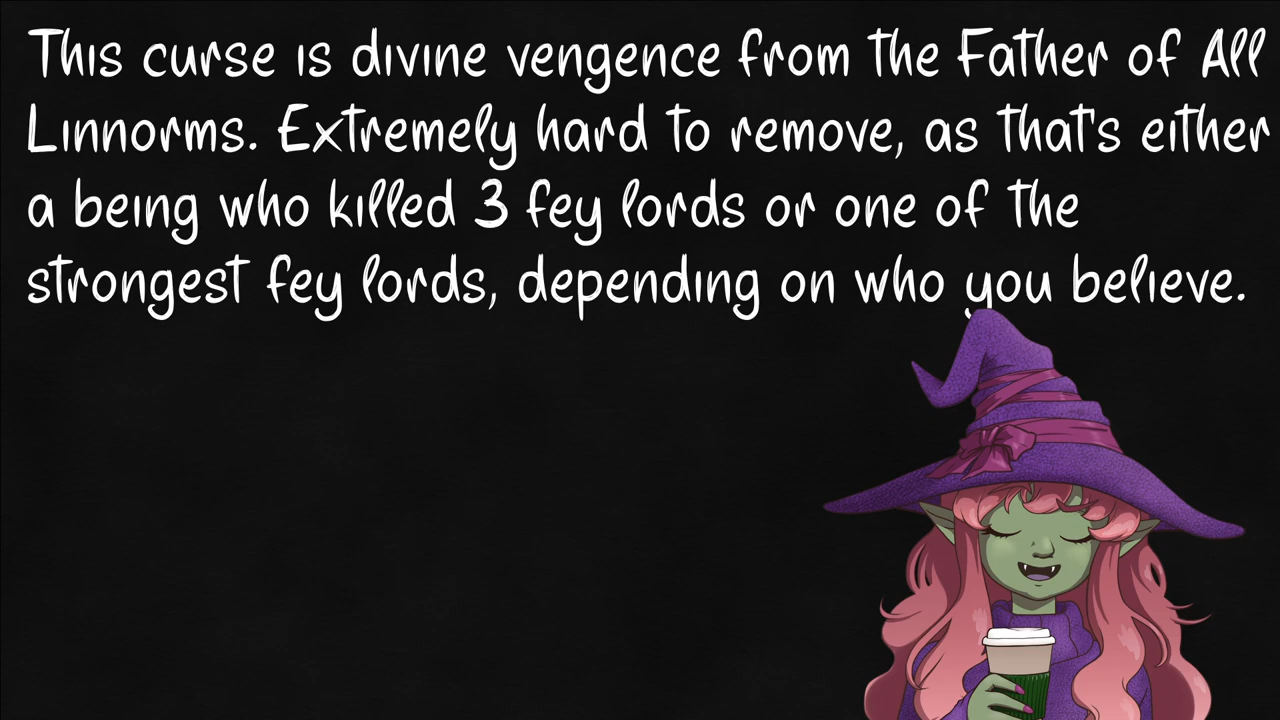 This curse is divine vengence from the Father of All
Linnorms. Extremely hard to remove, as that's either
a being who killed 3 fey lords or one of the
strongest fey lords, depending on who you believe.